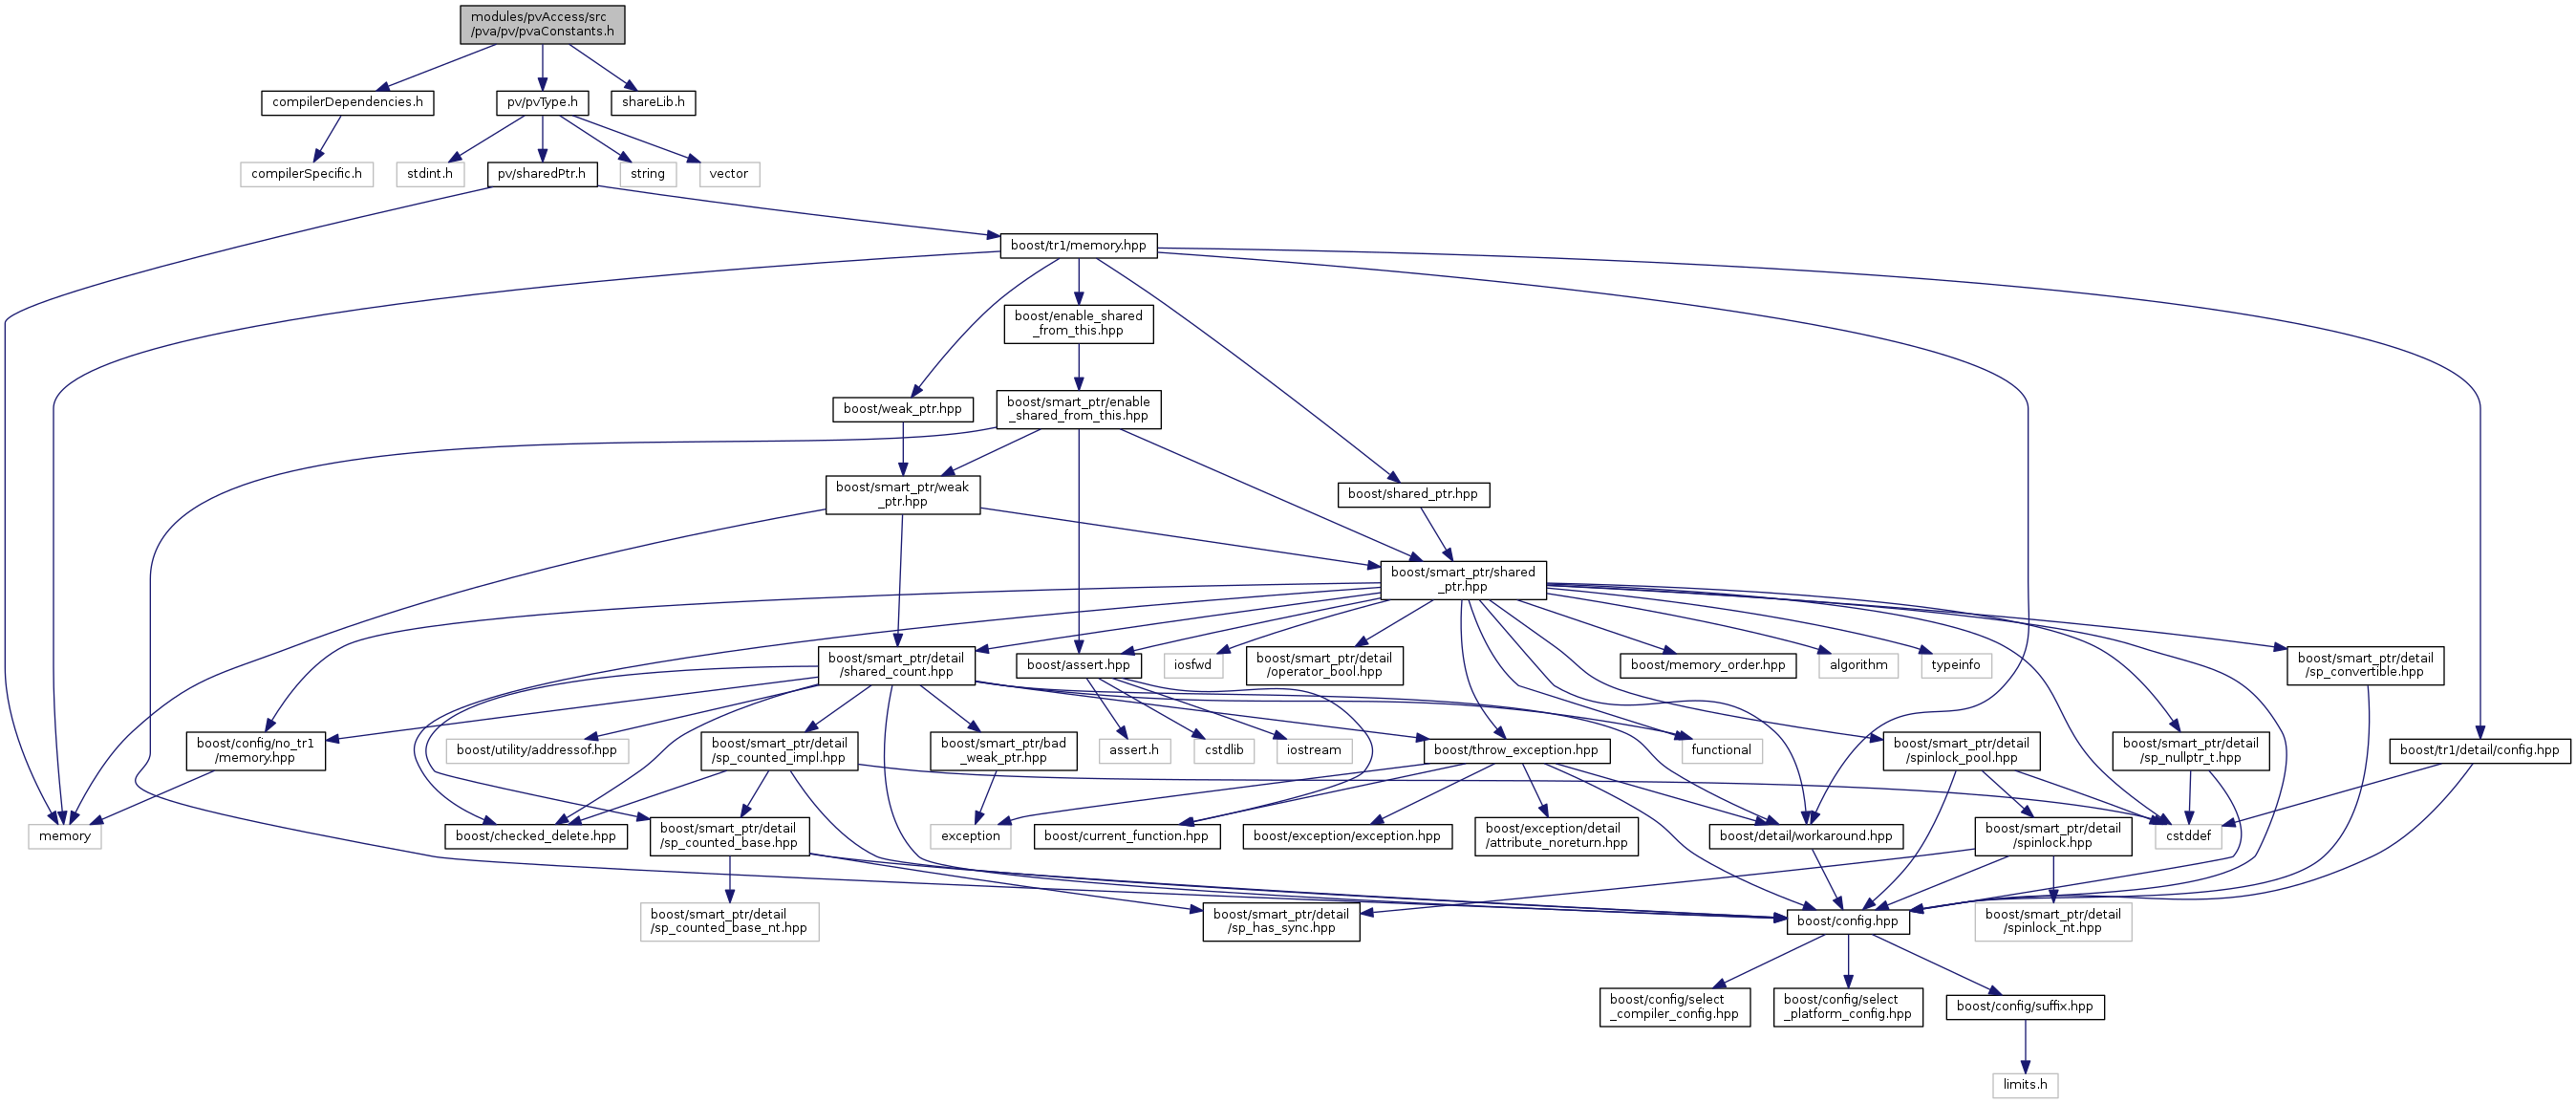 modules/pvAccess/src
/pva/pv/pvaConstants.h
compilerDependencies.h
pv/pvType.h
shareLib.h
compilerSpecific.h
stdint.h
pv/sharedPtr.h
string
vector
boost/tr1/memory.hpp
boost/enable_shared
_from_this.hpp
boost/weak_ptr.hpp
boost/smart_ptr/enable
_shared_from_this.hpp
boost/smart_ptr/weak
_ptr.hpp
boost/shared_ptr.hpp
boost/smart_ptr/shared
_ptr.hpp
boost/smart_ptr/detail
/shared_count.hpp
boost/assert.hpp
iosfwd
boost/smart_ptr/detail
/operator_bool.hpp
boost/memory_order.hpp
algorithm
typeinfo
boost/smart_ptr/detail
/sp_convertible.hpp
boost/config/no_tr1
/memory.hpp
boost/utility/addressof.hpp
boost/smart_ptr/detail
/sp_counted_impl.hpp
boost/smart_ptr/bad
_weak_ptr.hpp
assert.h
cstdlib
iostream
boost/throw_exception.hpp
functional
boost/smart_ptr/detail
/spinlock_pool.hpp
boost/smart_ptr/detail
/sp_nullptr_t.hpp
boost/tr1/detail/config.hpp
memory
boost/checked_delete.hpp
boost/smart_ptr/detail
/sp_counted_base.hpp
exception
boost/current_function.hpp
boost/exception/exception.hpp
boost/exception/detail
/attribute_noreturn.hpp
boost/detail/workaround.hpp
boost/smart_ptr/detail
/spinlock.hpp
cstddef
boost/smart_ptr/detail
/sp_counted_base_nt.hpp
boost/smart_ptr/detail
/sp_has_sync.hpp
boost/config.hpp
boost/smart_ptr/detail
/spinlock_nt.hpp
boost/config/select
_compiler_config.hpp
boost/config/select
_platform_config.hpp
boost/config/suffix.hpp
limits.h